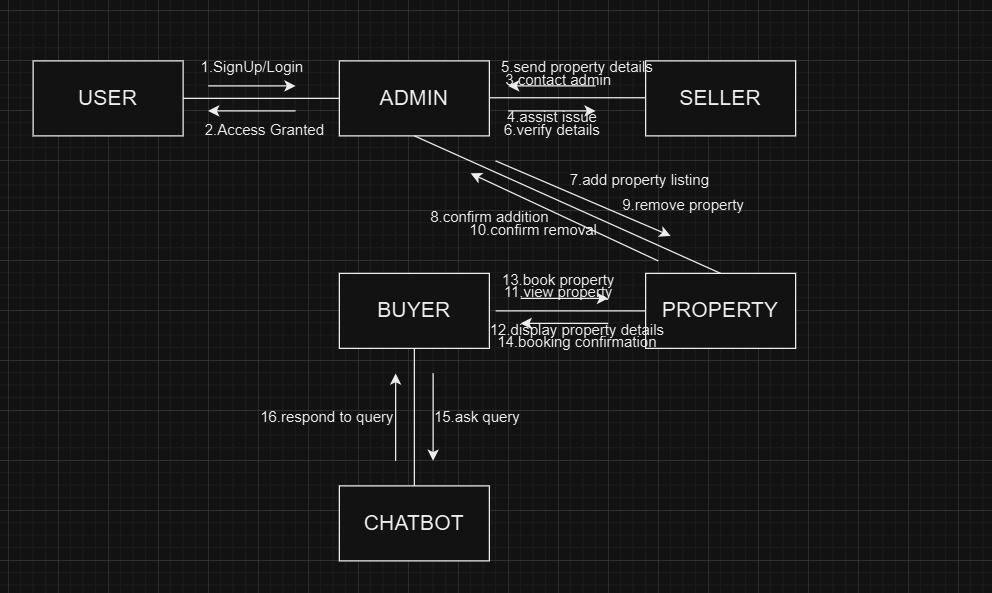 1.SignUp/Login
5.send property details
3.contact admin
USER
ADMIN
SELLER
4.assist issue
2.Access Granted
6.verify details
7.add property listing
9.remove property
8.confirm addition
10.confirm removal
13.book property
11.view property
BUYER
PROPERTY
12.display property details
14.booking confirmation
16.respond to query
15.ask query
CHATBOT